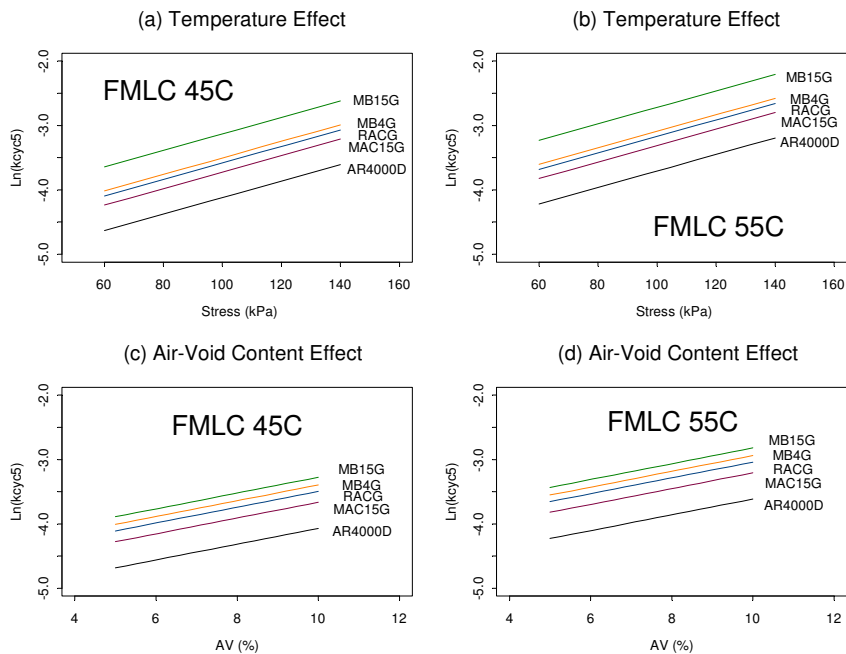 (a) Temperature Effect
FMLC 45C
Ln(kcyc5)
-2.0
-3.0
-4.0
-5.0
MB15G
MB4G
RACG
MAC15G
AR4000D
60 80 100 120 140 160
Stress (kPa)
(b) Temperature Effect
FMLC 55C
Ln(kcyc5)
-2.0
-3.0
-4.0
-5.0
MB15G
MB4G
RACG
MAC15G
AR4000D
60 80 100 120 140 160
Stress (kPa)
(c) Air-Void Content Effect
FMLC 45C
Ln(kcyc5)
-2.0
-3.0
-4.0
-5.0
MB15G
MB4G
RACG
MAC15G
AR4000D
4 6 8 10 12
AV (%)
(d) Air-Void Content Effect
FMLC 55C
Ln(kcyc5)
-2.0
-3.0
-4.0
-5.0
MB15G
MB4G
RACG
MAC15G
AR4000D
4 6 8 10 12
AV (%)